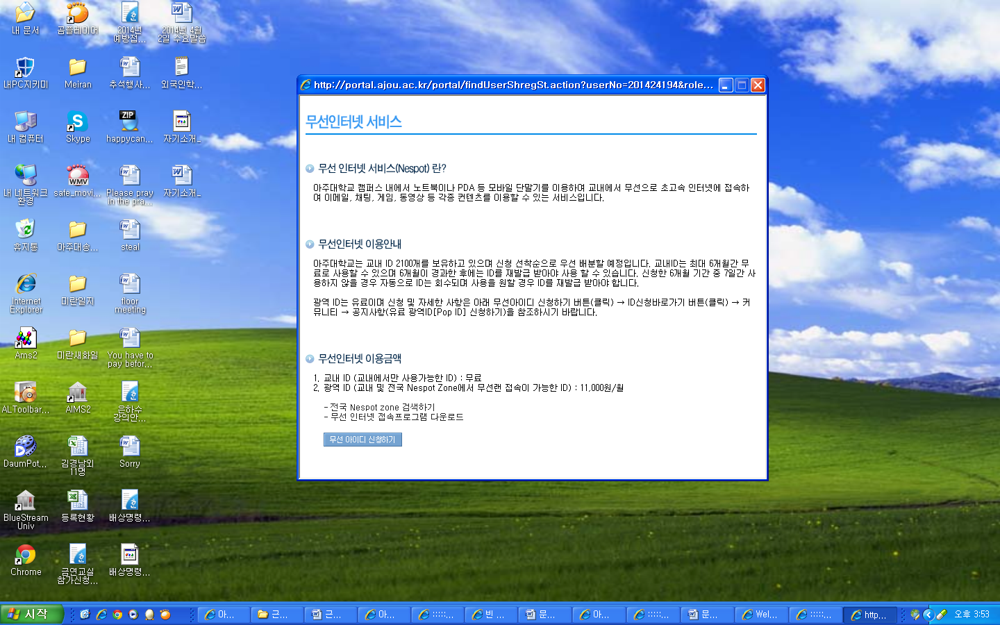 내 문서
곰플레이어
2014년
예방접...
2014년 4월
2일 수요말씀
내PC지키미
Meiran
추석행사...
외국인학...
내 컴퓨터
Skype
happycan...
자기소개_
내 네트워크
환경
safe_movi...
Please pray
in the pra...
자기소개_
휴지통
아주대송...
steal
Internet
Explorer
미란일지
floor
meeting
Ams2
미란새화일
You have to
pay befor...
ALToolbar...
AIMS2
은하수
강의안...
DaumPot...
김경남외
11명
Sorry
BlueStream
Univ
등록현황
배상명령...
Chrome
금연교실
참가신청...
배상명령...
http://portal.ajou.ac.kr/portal/findUserShregSt.action?userNo=201424194&role...
무선인터넷 서비스
무선 인터넷 서비스(Nespot) 란?
아주대학교 캠퍼스 내에서 노트북이나 PDA 등 모바일 단말기를 이용하며 교내에서 무선으로 초고속 인터넷에 접속하
여 이메일, 채팅, 게임, 동영상 등 각종 컨텐츠를 이용할 수 있는 서비스입니다.
무선인터넷 이용안내
아주대학교는 교내 ID 2100개를 보유하고 있으며 신청 선착순으로 우선 배분할 예정입니다. 교내ID는 최대 6개월간 무
료로 사용할 수 있으며 6개월이 경과한 후에는 ID를 재발급 받아야 사용 할 수 있습니다. 신청한 6개월 기간 중 7일간 사
용하지 않을 경우 자동으로 ID는 회수되며 사용을 원할 경우 ID를 재발급 받아야 합니다.
광역 ID는 유료이며 신청 및 자세한 사항은 아래 무선아이디 신청하기 버튼(클릭) → ID신청바로가기 버튼(클릭) → 커
뮤니티 → 공지사항(유료 광역ID[Pop ID] 신청하기)을 참조하시기 바랍니다.
무선인터넷 이용금액
1. 교내 ID (교내에서만 사용가능한 ID) : 무료
2. 광역 ID (교내 및 전국 Nespot Zone에서 무선랜 접속이 가능한 ID) : 11,000원/월
- 전국 Nespot zone 검색하기
- 무선 인터넷 접속프로그램 다운로드
무선 아이디 신청하기
시작
아...
근...
근...
아...
:::::...
빈 ...
문...
아...
:::::...
문...
Wel...
:::::...
http...
오후 3:53